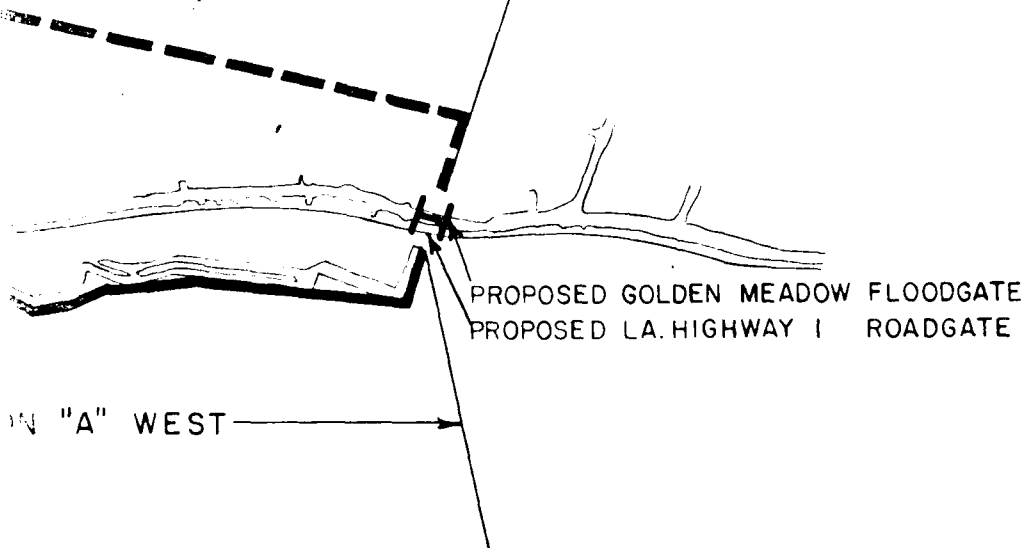 PROPOSED GOLDEN MEADOW FLOODGATE
PROPOSED LA. HIGHWAY 1 ROADGATE
"A" WEST